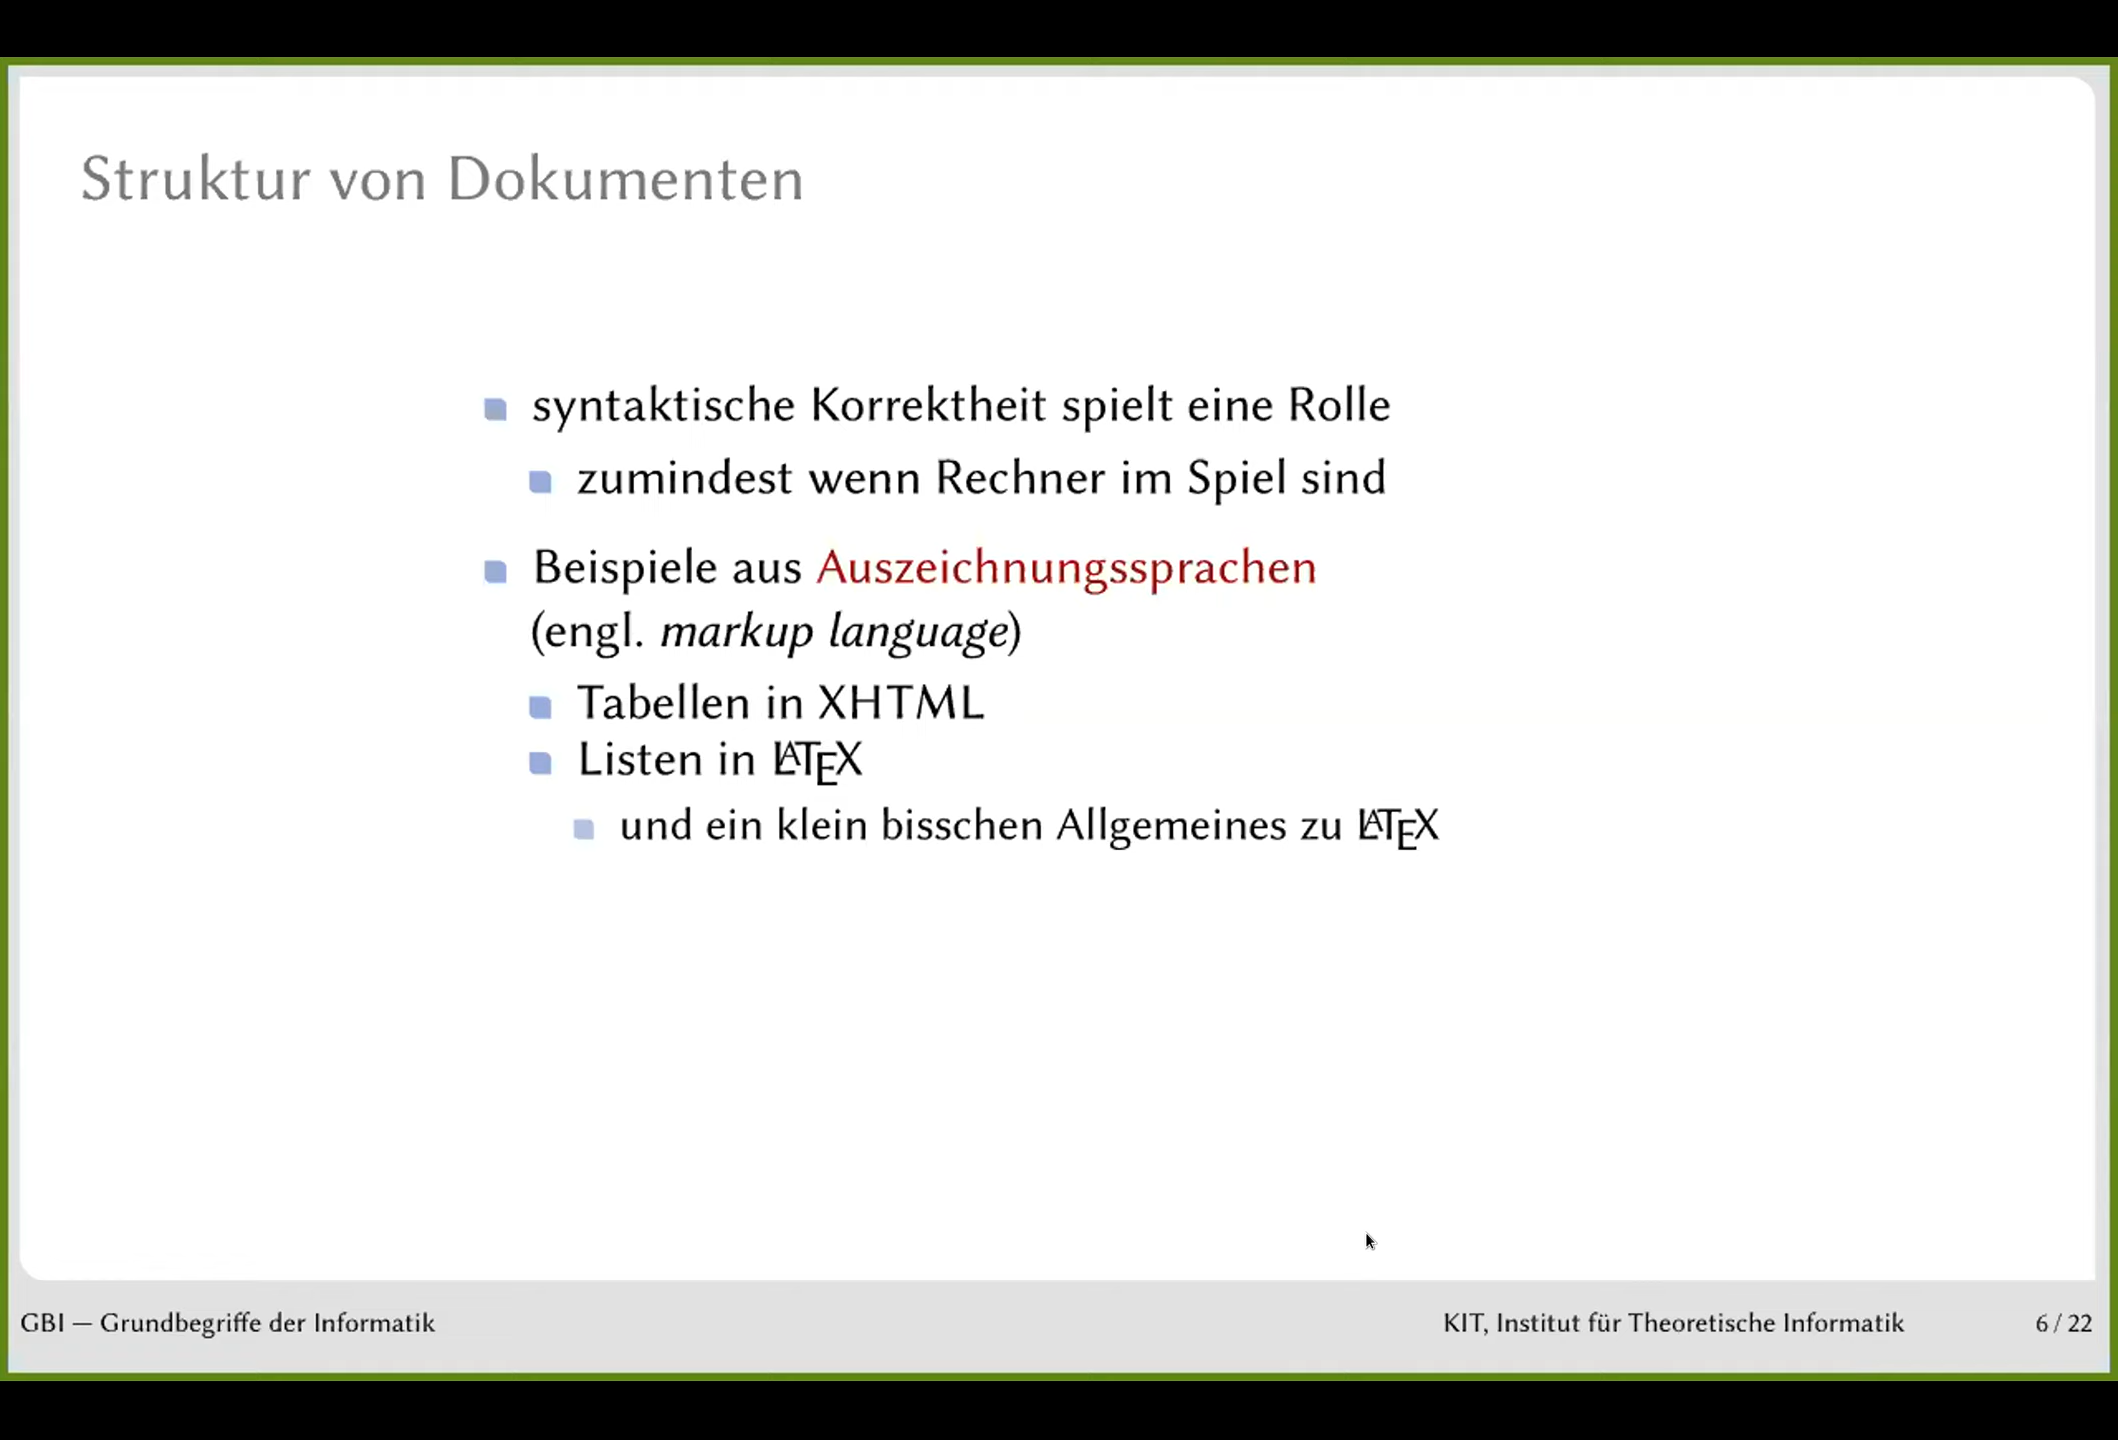 Struktur von Dokumenten
syntaktische Korrektheit spielt eine Rolle
zumindest wenn Rechner im Spiel sind
Beispiele aus Auszeichnungssprachen
(engl. markup language)
Tabellen in XHTML
Listen in LATEX
und ein klein bisschen Allgemeines zu LATEX
GBI — Grundbegriffe der Informatik
KIT, Institut für Theoretische Informatik
6 / 22